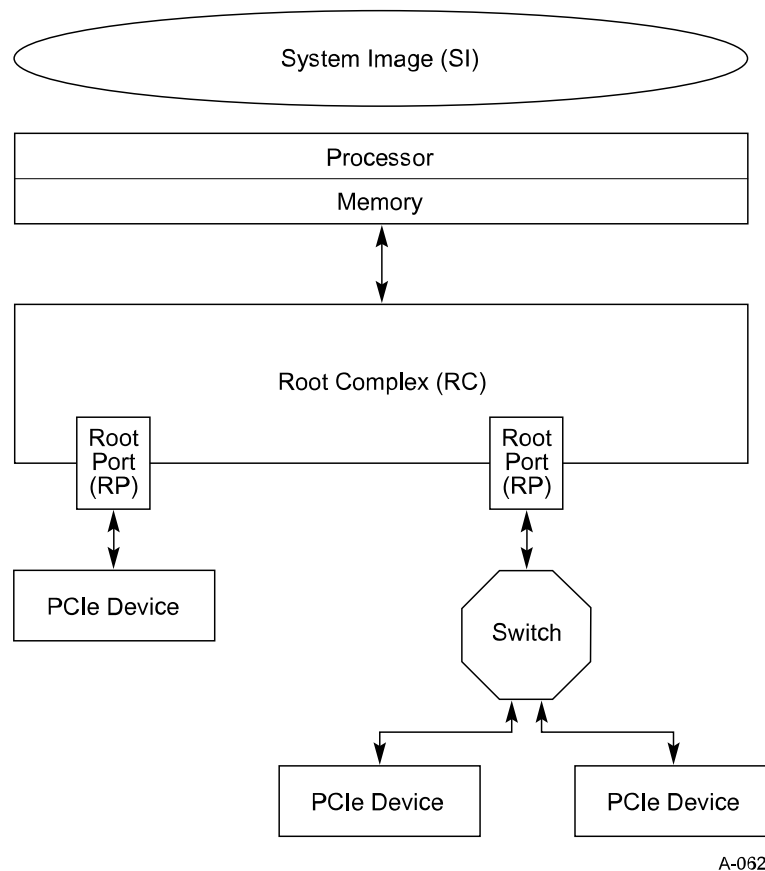 System Image (SI)
Processor
Memory
Root Complex (RC)
Root
Port
(RP)
Root
Port
(RP)
PCIe Device
Switch
PCIe Device
PCIe Device
A-062